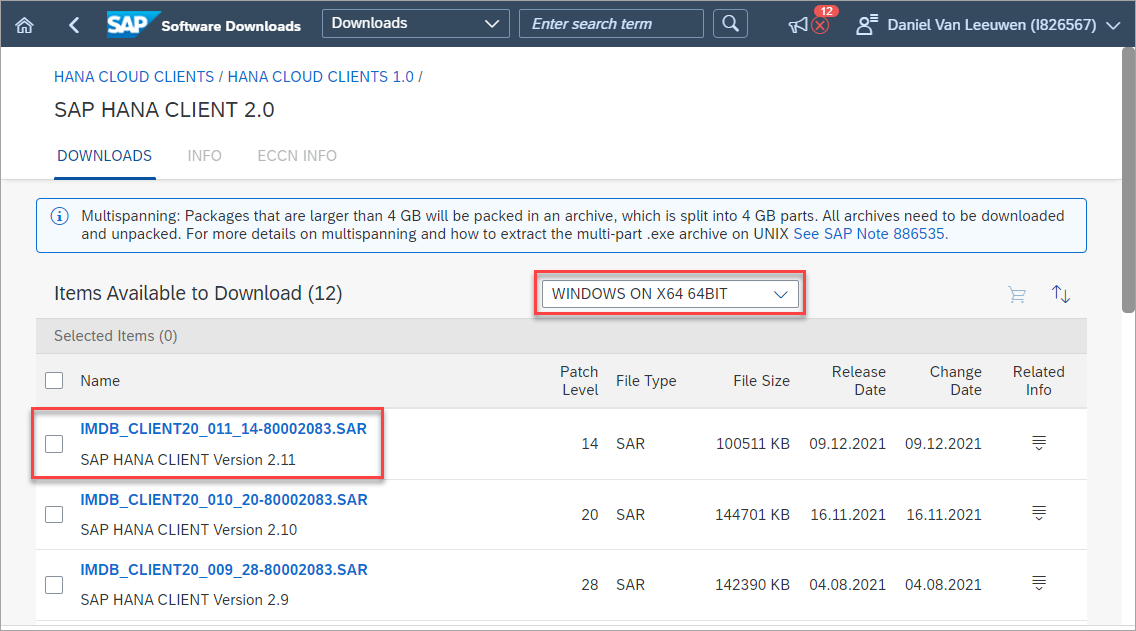 SAP Software Downloads Downloads Enter search term 12 Daniel Van Leeuwen (I826567)
HANA CLOUD CLIENTS / HANA CLOUD CLIENTS 1.0 /
SAP HANA CLIENT 2.0
DOWNLOADS INFO ECCN INFO
Multispanning: Packages that are larger than 4 GB will be packed in an archive, which is split into 4 GB parts. All archives need to be downloaded
and unpacked. For more details on multispanning and how to extract the multi-part .exe archive on UNIX See SAP Note 886535.
Items Available to Download (12) WINDOWS ON X64 64BIT
Selected Items (0)
Name Patch Level File Type File Size Release Date Change Date Related Info
IMDB_CLIENT20_011_14-80002083.SAR
SAP HANA CLIENT Version 2.11
14 SAR 100511 KB 09.12.2021 09.12.2021
IMDB_CLIENT20_010_20-80002083.SAR
SAP HANA CLIENT Version 2.10
20 SAR 144701 KB 16.11.2021 16.11.2021
IMDB_CLIENT20_009_28-80002083.SAR
SAP HANA CLIENT Version 2.9
28 SAR 142390 KB 04.08.2021 04.08.2021